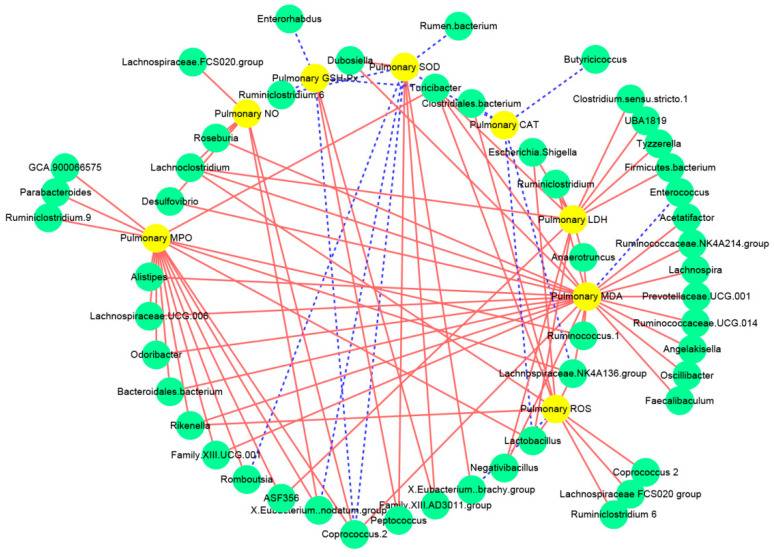 Enterorhabdus
Rumen.bacterium
Lachnospiraceae.FCS020.group
Dubosiella
Pulmonary SOD
Butyricicoccus
Pulmonary GSH.Px
Ruminiclostridium.6
Toricibacter
Clostridiales.bacterium
Clostridium.sensu.stricto.1
Pulmonary NO
Pulmonary CAT
UBA1819
Roseburia
Tyzzerella
Escherichia.Shigella
GCA.900066575
Lachnoclostridium
Firmicutes.bacterium
Parabacteroides
Desulfovibrio
Ruminiclostridium
Enterococcus
Ruminiclostridium.9
Pulmonary LDH
Acetatifactor
Pulmonary MPO
Ruminococcaceae.NK4A214.group
Anaerotruncus
Alistipes
Lachnospira
Pulmonary MDA
Prevotellaceae.UCG.001
Lachnospiraceae.UCG.006
Ruminococcaceae.UCG.014
Ruminococcus.1
Odoribacter
Angelakisella
Lachnospiraceae.NK4A136.group
Oscillibacter
Bacteroidales.bacterium
Faecalibaculum
Pulmonary ROS
Rikenella
Lactobacillus
Family.XIII.UCG.001
Negativibacillus
Coprococcus 2
Romboutsia
X.Eubacterium..brachy.group
Lachnospiraceae FCS020 group
ASF356
Family.XIII.AD3011.group
X.Eubacterium..nodatum.group
Ruminiclostridium 6
Peptococcus
Coprococcus.2